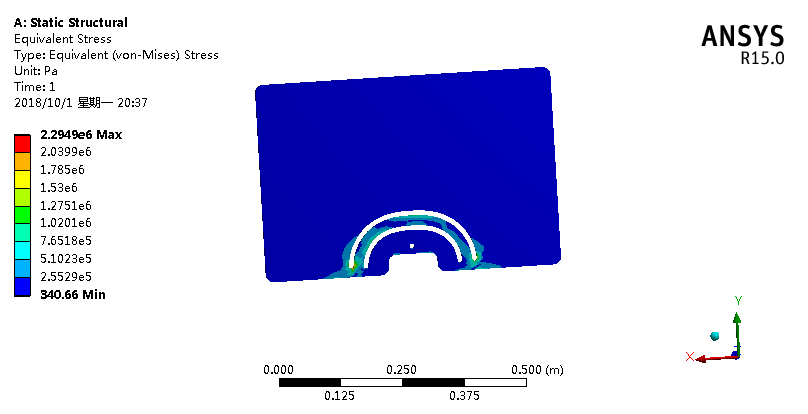 A: Static Structural
Equivalent Stress
Type: Equivalent (von-Mises) Stress
Unit: Pa
Time: 1
2018/10/1 星期一 20:37
ANSYS
R15.0
2.2949e6 Max
2.0399e6
1.785e6
1.53e6
1.2751e6
1.0201e6
7.6518e5
5.1023e5
2.5529e5
340.66 Min
Y
X
0.000
0.250
0.500 (m)
0.125
0.375